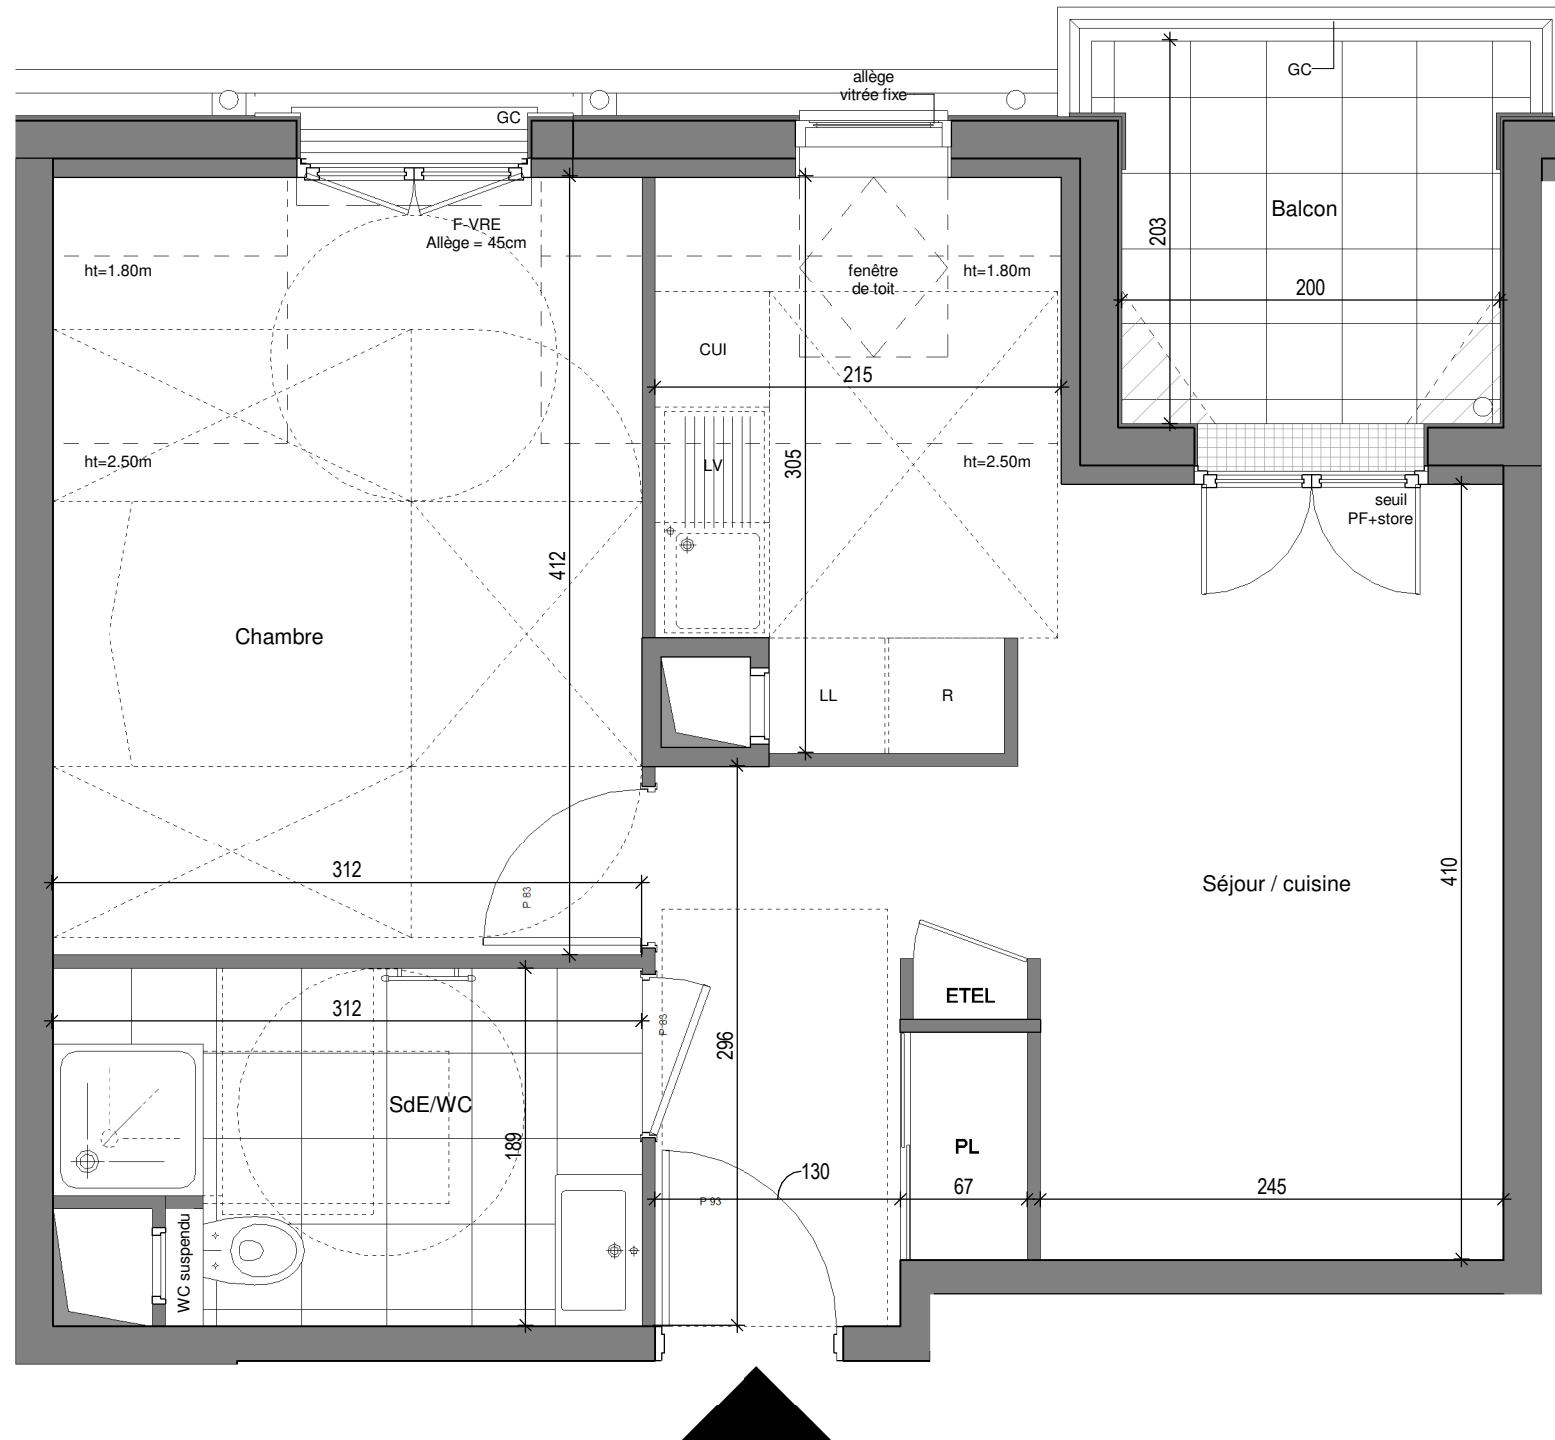 allège
vitrée fixe
GC
GC
F-VRE
Allège = 45cm
Balcon
203
200
ht=1.80m
fenêtre
de toit
ht=1.80m
CUI
215
ht=2.50m
LV
305
ht=2.50m
seuil
PF+store
412
Chambre
LL
R
312
P 83
Séjour / cuisine
410
ETEL
312
P 83
296
SdE/WC
189
PL
130
67
245
P 93
WC suspendu